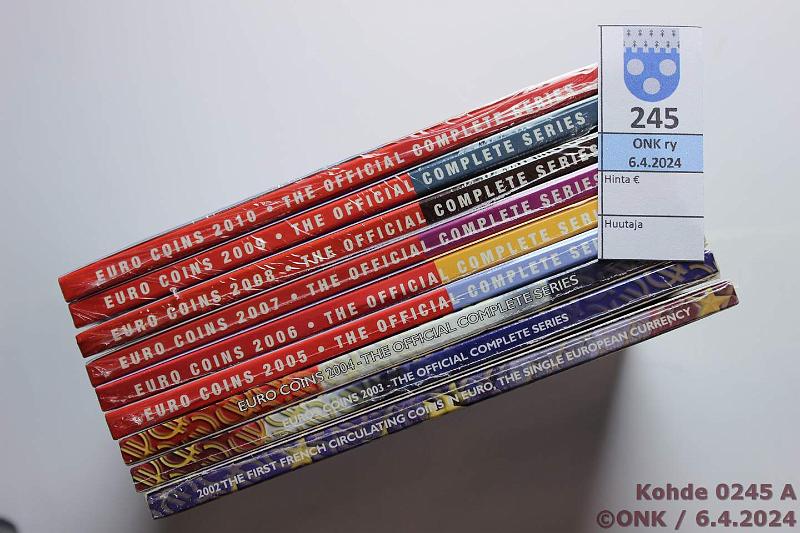 EURO COINS 2010 • THE OFFICIAL COMPLETE SERIES
EURO COINS 2009 • THE OFFICIAL COMPLETE SERIES
EURO COINS 2008 • THE OFFICIAL COMPLETE SERIES
EURO COINS 2007 • THE OFFICIAL COMPLETE SERIES
EURO COINS 2006 • THE OFFICIAL COMPLETE SERI
EURO COINS 2005 • THE OFFICIAL COMPLETE SE
EURO COINS 2004 - THE OFFICIAL COMPLETE SERIES
EURO COINS 2003 - THE OFFICIAL COMPLETE SERIES
2002 THE FIRST FRENCH CIRCULATING COINS IN EURO, THE SINGLE EUROPEAN CURRENCY
245
ONK ry
6.4.2024
Hinta €
Huutaja
Kohde 0245 A
©ONK / 6.4.2024